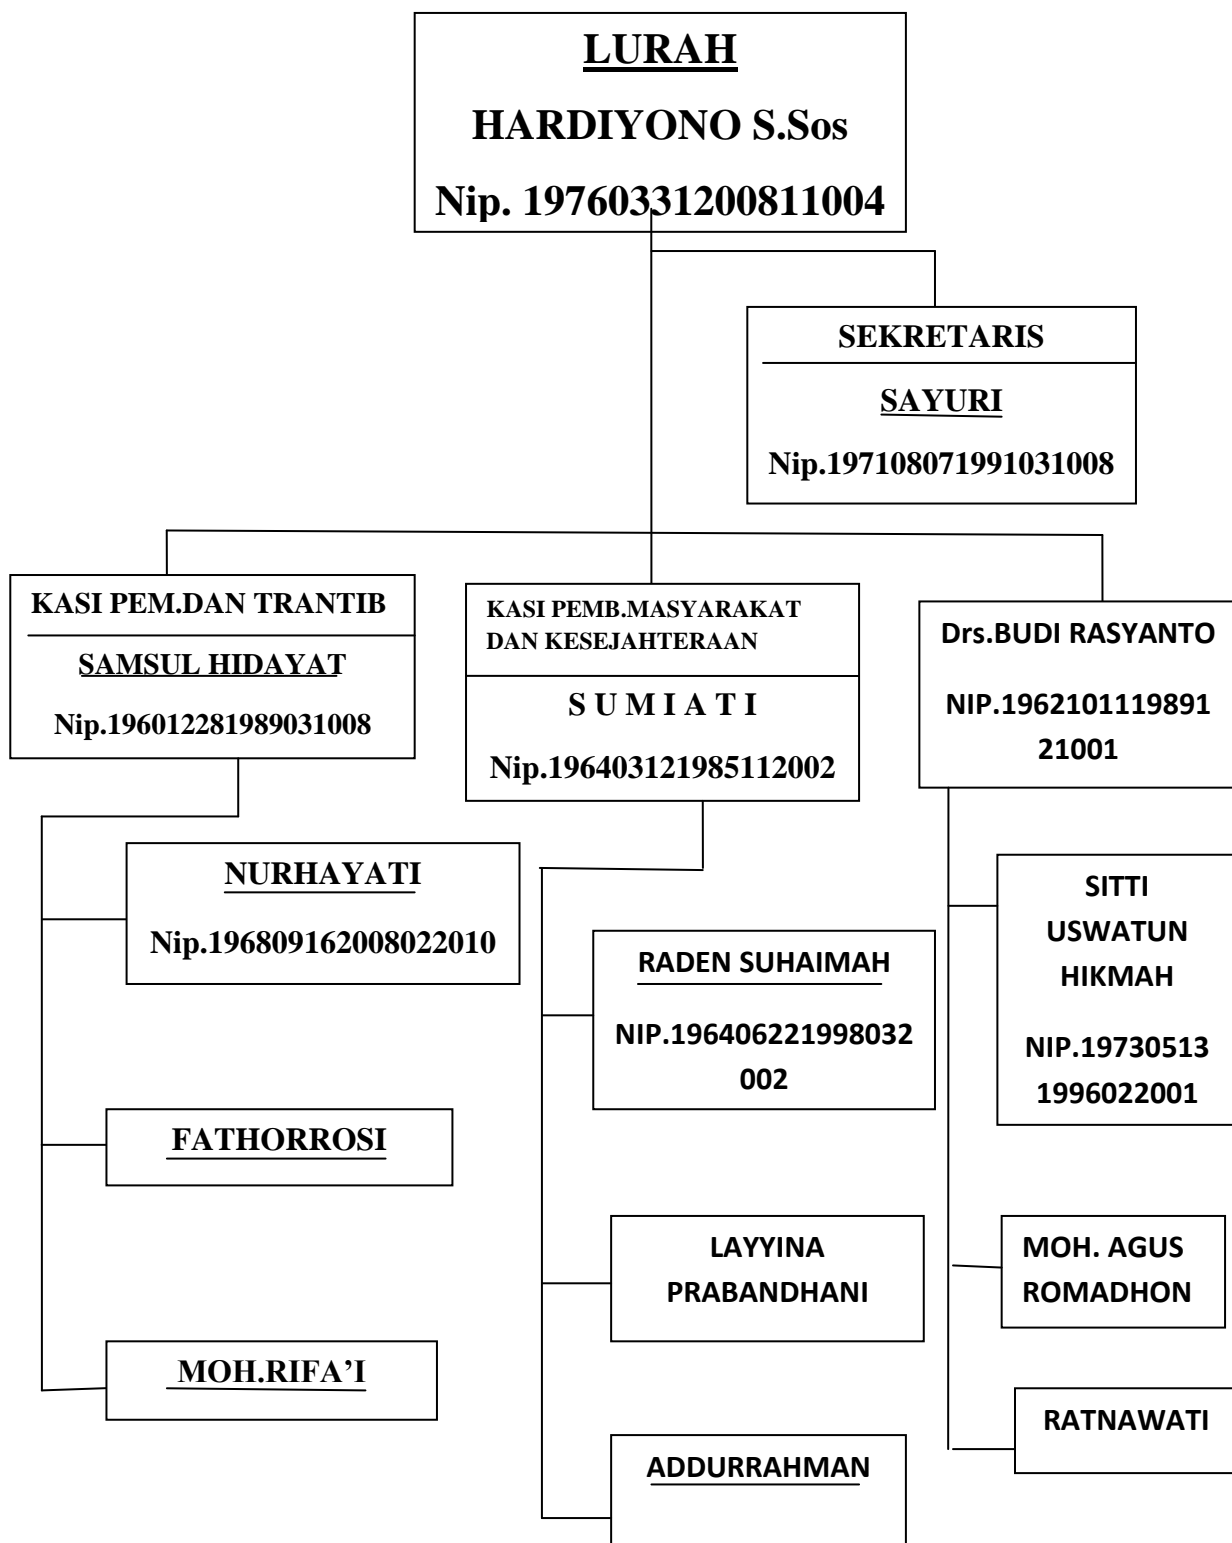 LURAH
HARDIYONO S.Sos
Nip. 19760331200811004
SEKRETARIS
SAYURI
Nip.197108071991031008
KASI PEM.DAN TRANTIB
SAMSUL HIDAYAT
Nip.196012281989031008
KASI PEMB.MASYARAKAT
DAN KESEJAHTERAAN
S U M I A T I
Nip.196403121985112002
Drs.BUDI RASYANTO
NIP.1962101119891
21001
NURHAYATI
Nip.196809162008022010
FATHORROSI
MOH.RIFA’I
RADEN SUHAIMAH
NIP.196406221998032
002
LAYYINA
PRABANDHANI
ADDURRAHMAN
SITTI
USWATUN
HIKMAH
NIP.19730513
1996022001
MOH. AGUS
ROMADHON
RATNAWATI